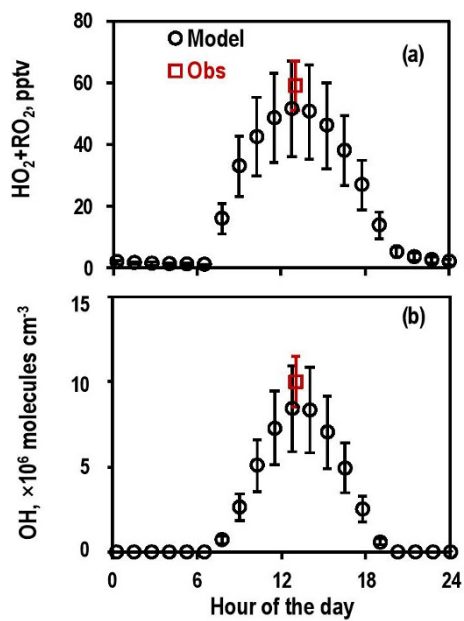 80
60
40
20
0
HO₂+RO₂, pptv
Model
Obs
(a)
15
10
5
0
OH, ×10⁶ molecules cm⁻³
(b)
0 6 12 18 24
Hour of the day